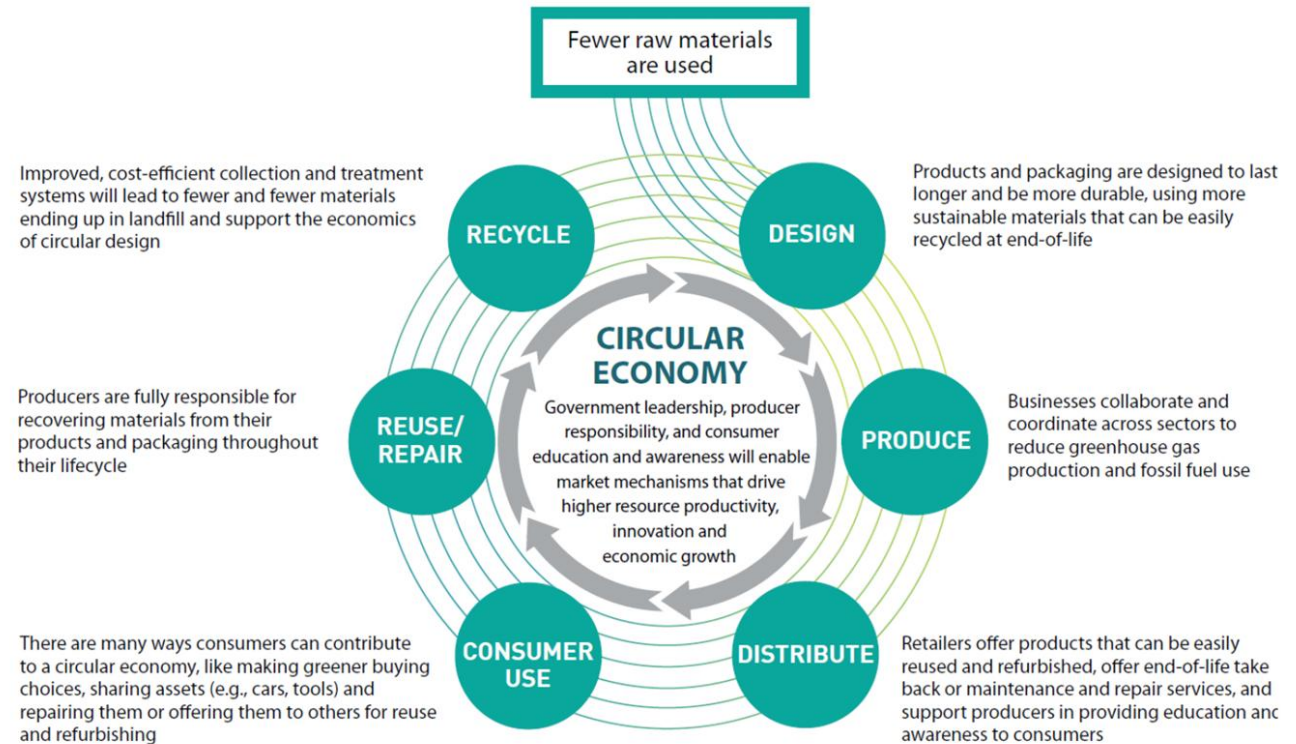 Fewer raw materials
are used
Improved, cost-efficient collection and treatment
systems will lead to fewer and fewer materials
ending up in landfill and support the economics
of circular design
RECYCLE
DESIGN
Products and packaging are designed to last
longer and be more durable, using more
sustainable materials that can be easily
recycled at end-of-life
Producers are fully responsible for
recovering materials from their
products and packaging throughout
their lifecycle
REUSE/
REPAIR
CIRCULAR
ECONOMY
Government leadership, producer
responsibility, and consumer
education and awareness will enable
market mechanisms that drive
higher resource productivity,
innovation and
economic growth
PRODUCE
Businesses collaborate and
coordinate across sectors to
reduce greenhouse gas
production and fossil fuel use
There are many ways consumers can contribute
to a circular economy, like making greener buying
choices, sharing assets (e.g., cars, tools) and
repairing them or offering them to others for reuse
and refurbishing
CONSUMER
USE
DISTRIBUTE
Retailers offer products that can be easily
reused and refurbished, offer end-of-life take
back or maintenance and repair services, and
support producers in providing education and
awareness to consumers